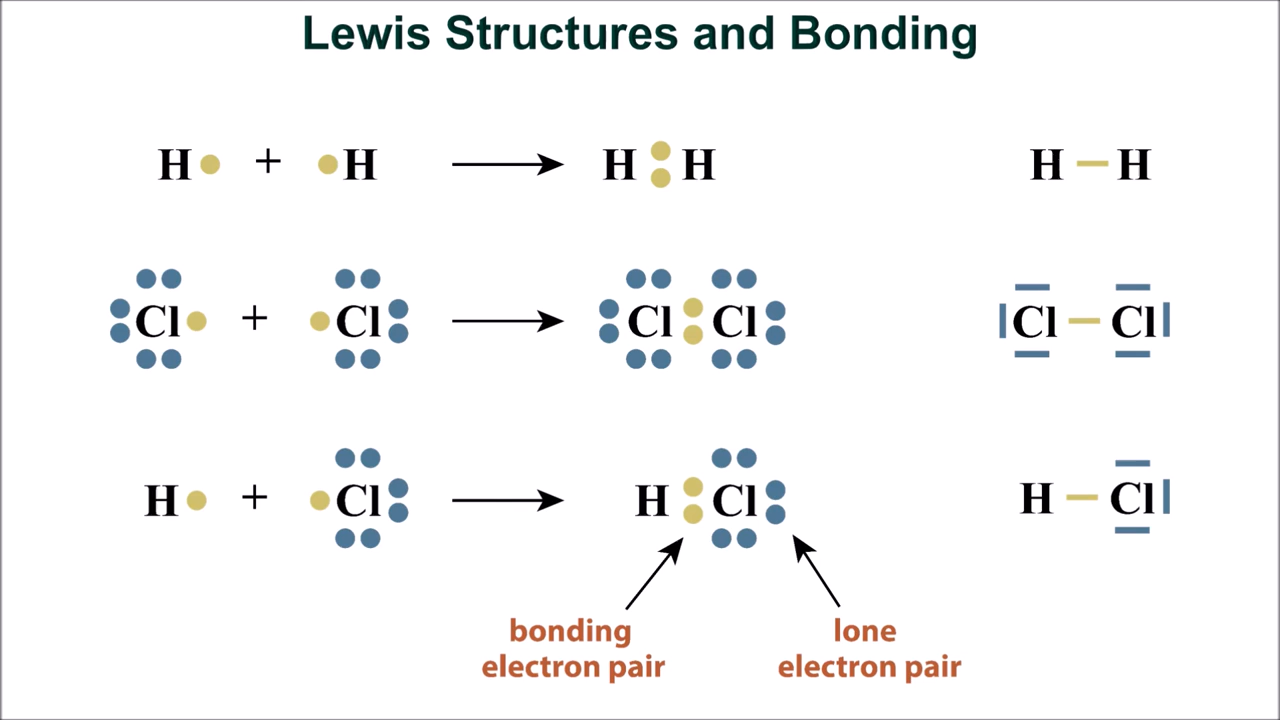 Lewis Structures and Bonding
H + H H H H H
Cl + Cl Cl Cl Cl Cl
H + Cl H Cl H Cl
bonding
electron pair
lone
electron pair